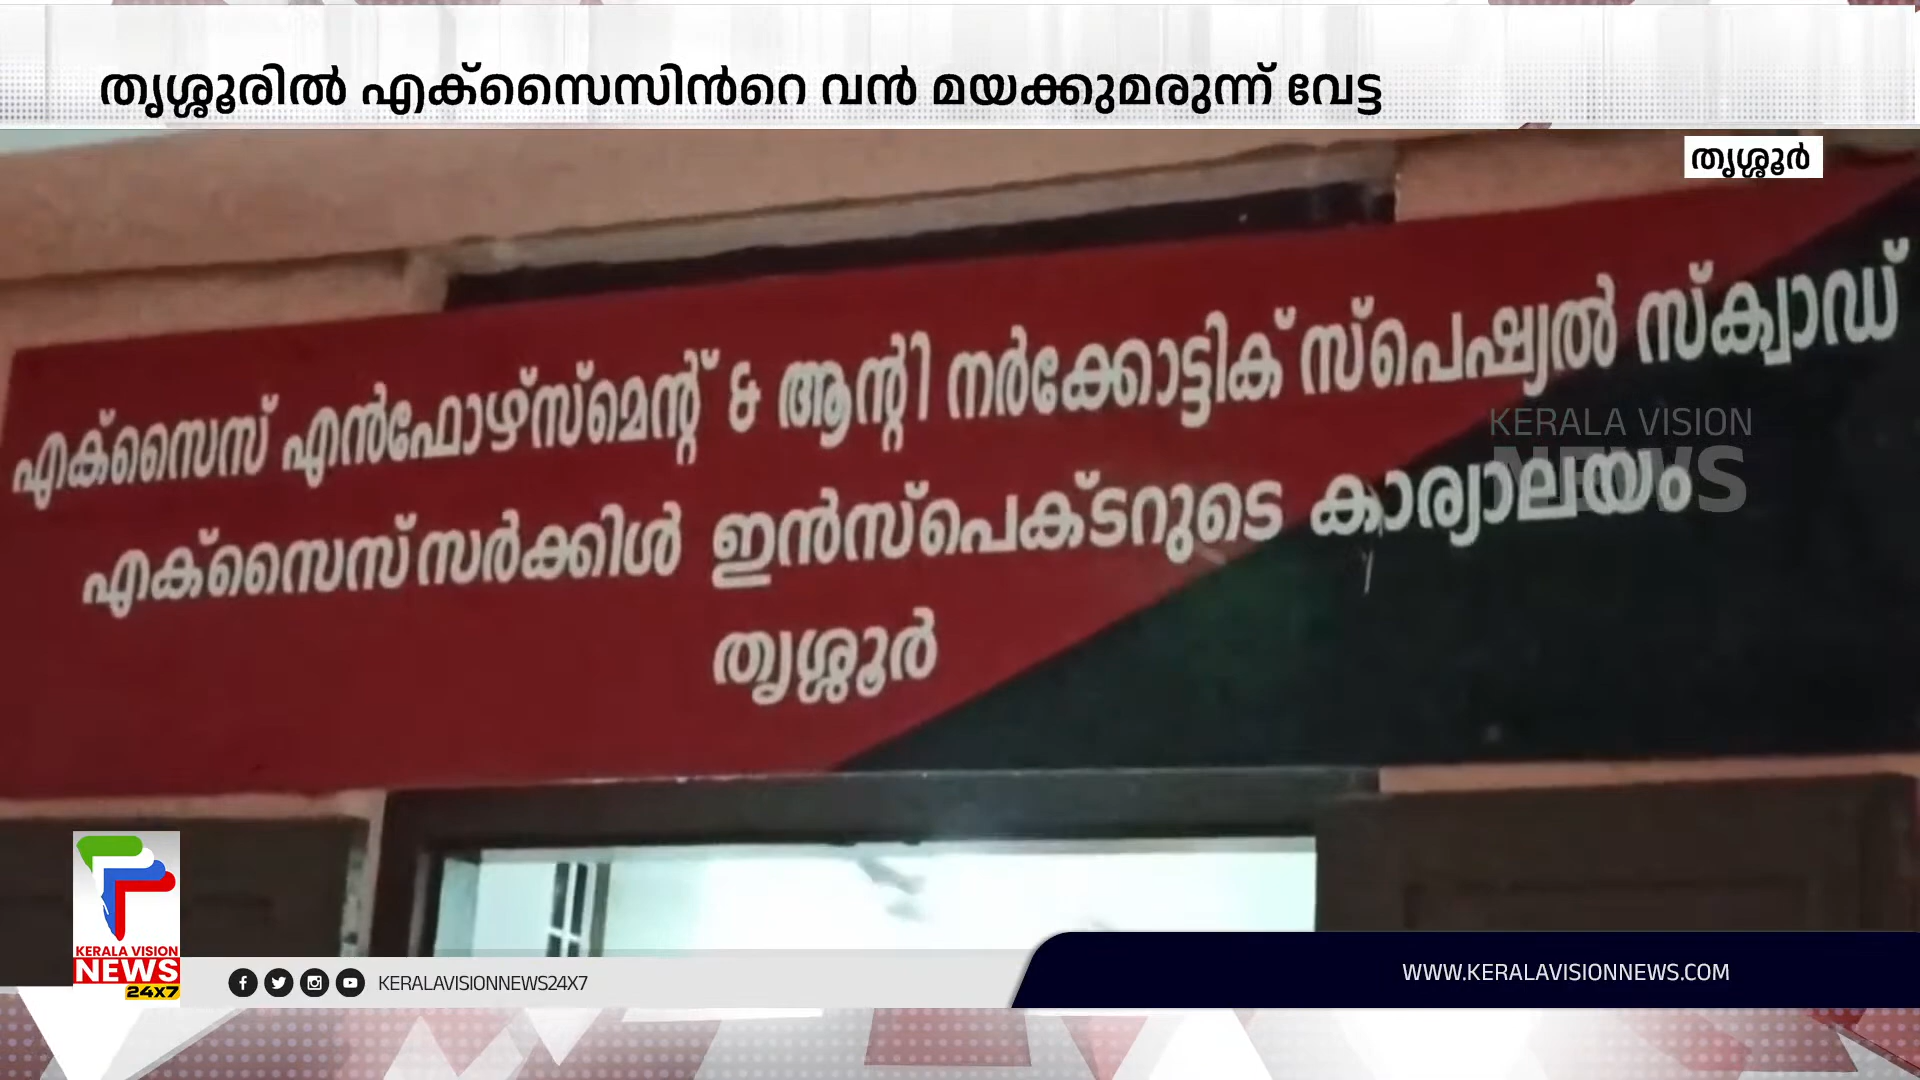 തൃശ്ശൂരിൽ എക്സൈസിൻറെ വൻ മയക്കുമരുന്ന് വേട്ട
തൃശ്ശൂർ
എക്സൈസ് എൻഫോഴ്സ്മെന്റ് & ആന്റി നർക്കോട്ടിക് സ്പെഷ്യൽ സ്ക്വാഡ്
KERALA VISION
NEWS
എക്സൈസ് സർക്കിൾ ഇൻസ്പെക്ടറുടെ കാര്യാലയം
തൃശ്ശൂർ
KERALA VISION
NEWS
24X7
KERALAVISIONNEWS24X7
WWW.KERALAVISIONNEWS.COM